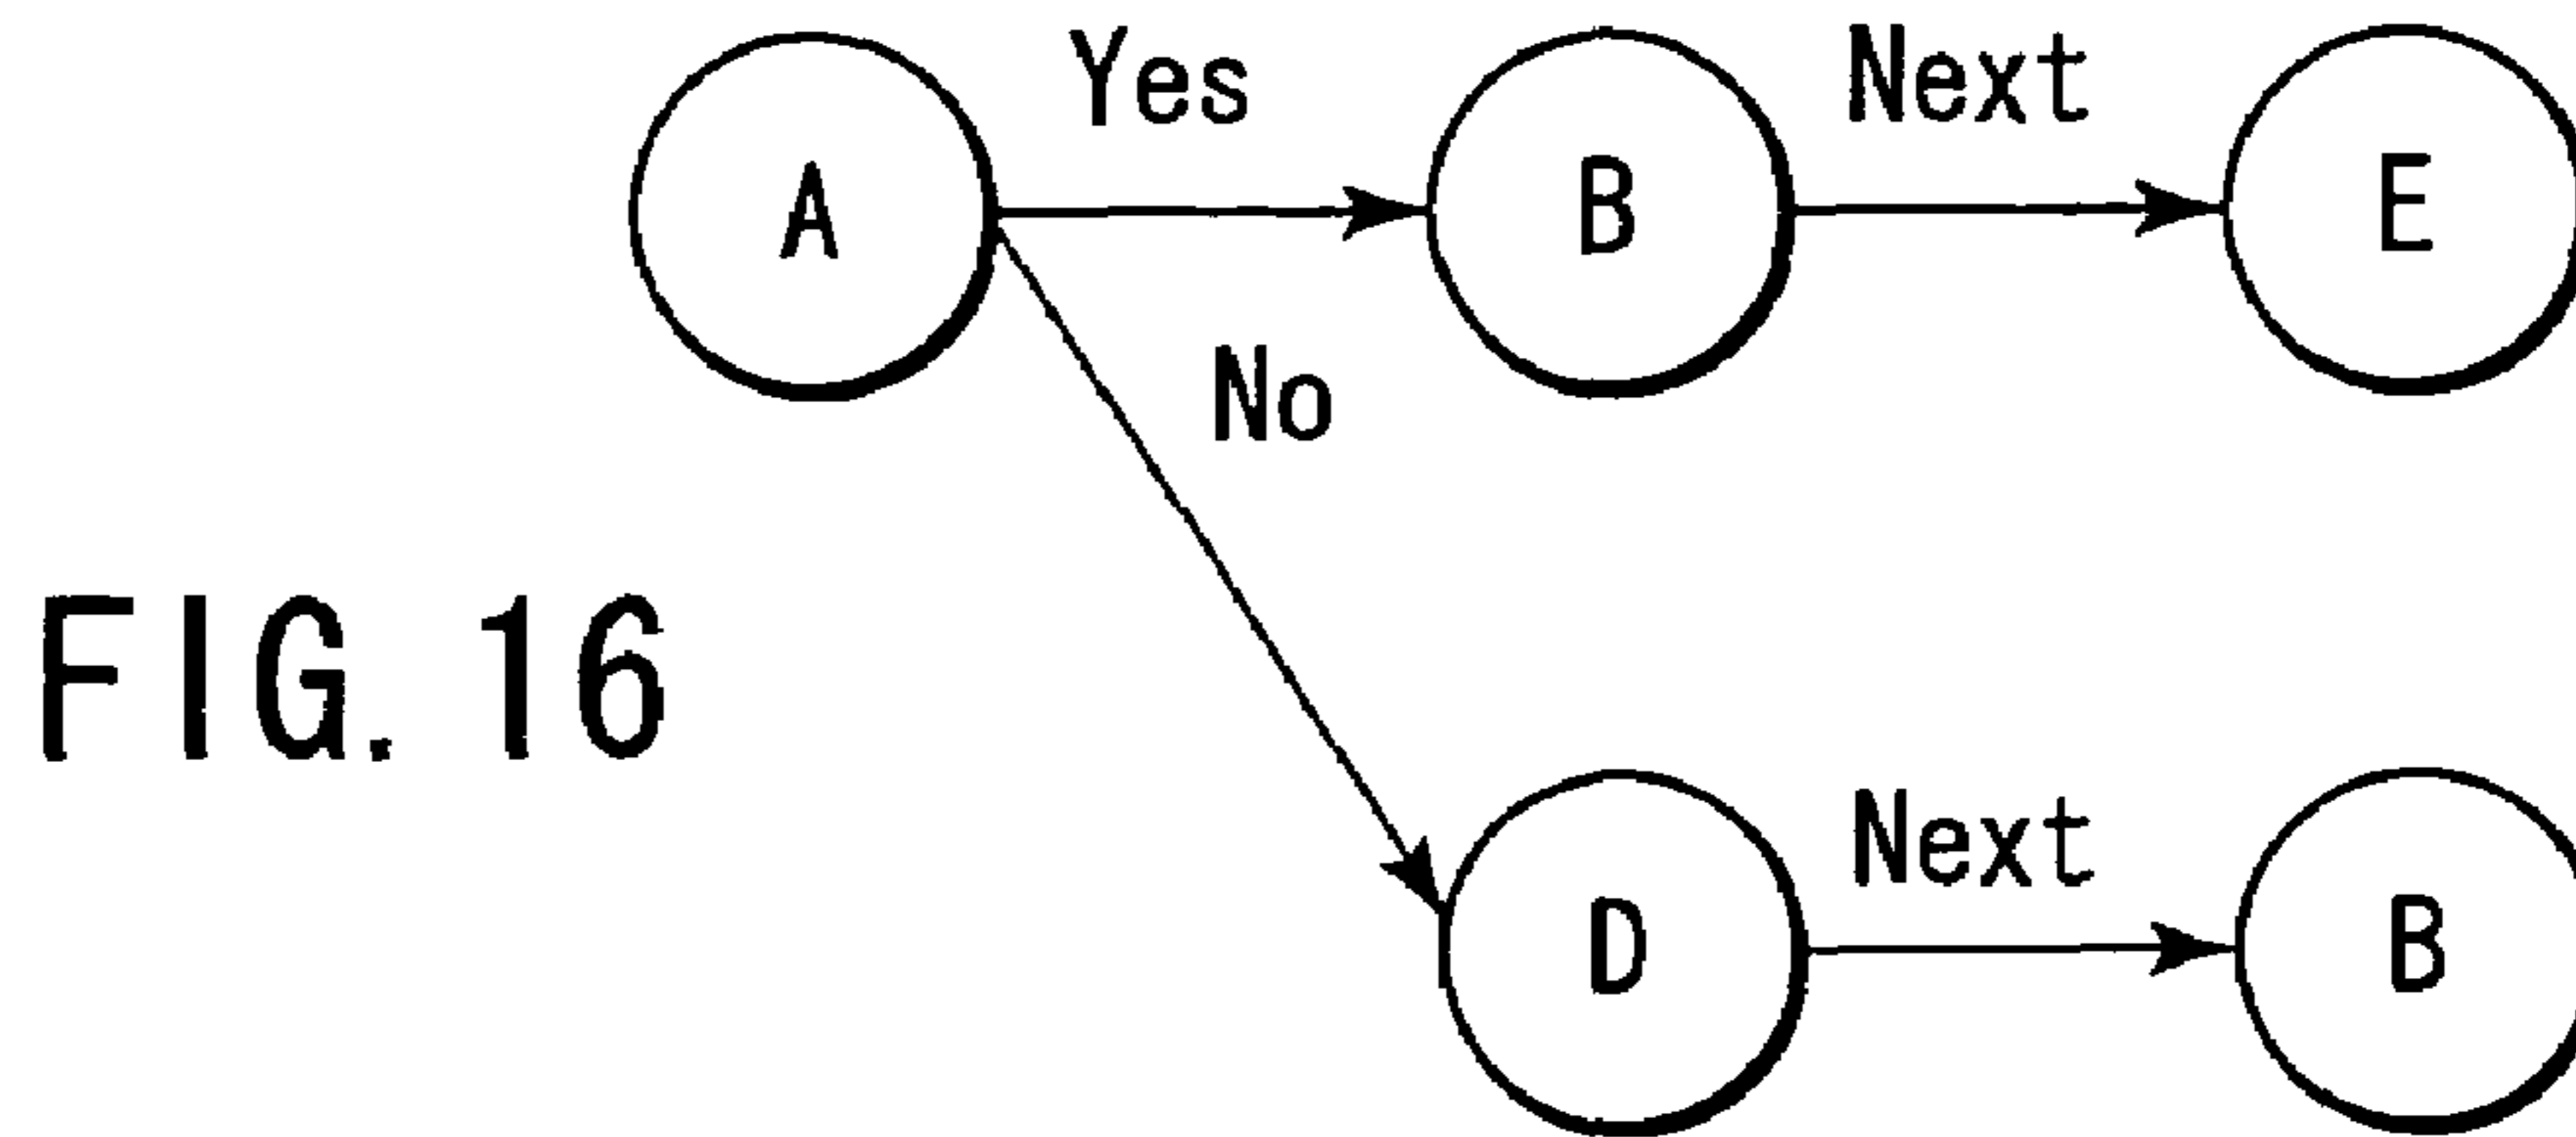 Yes Next
A B E
No
FIG. 16
Next
D B